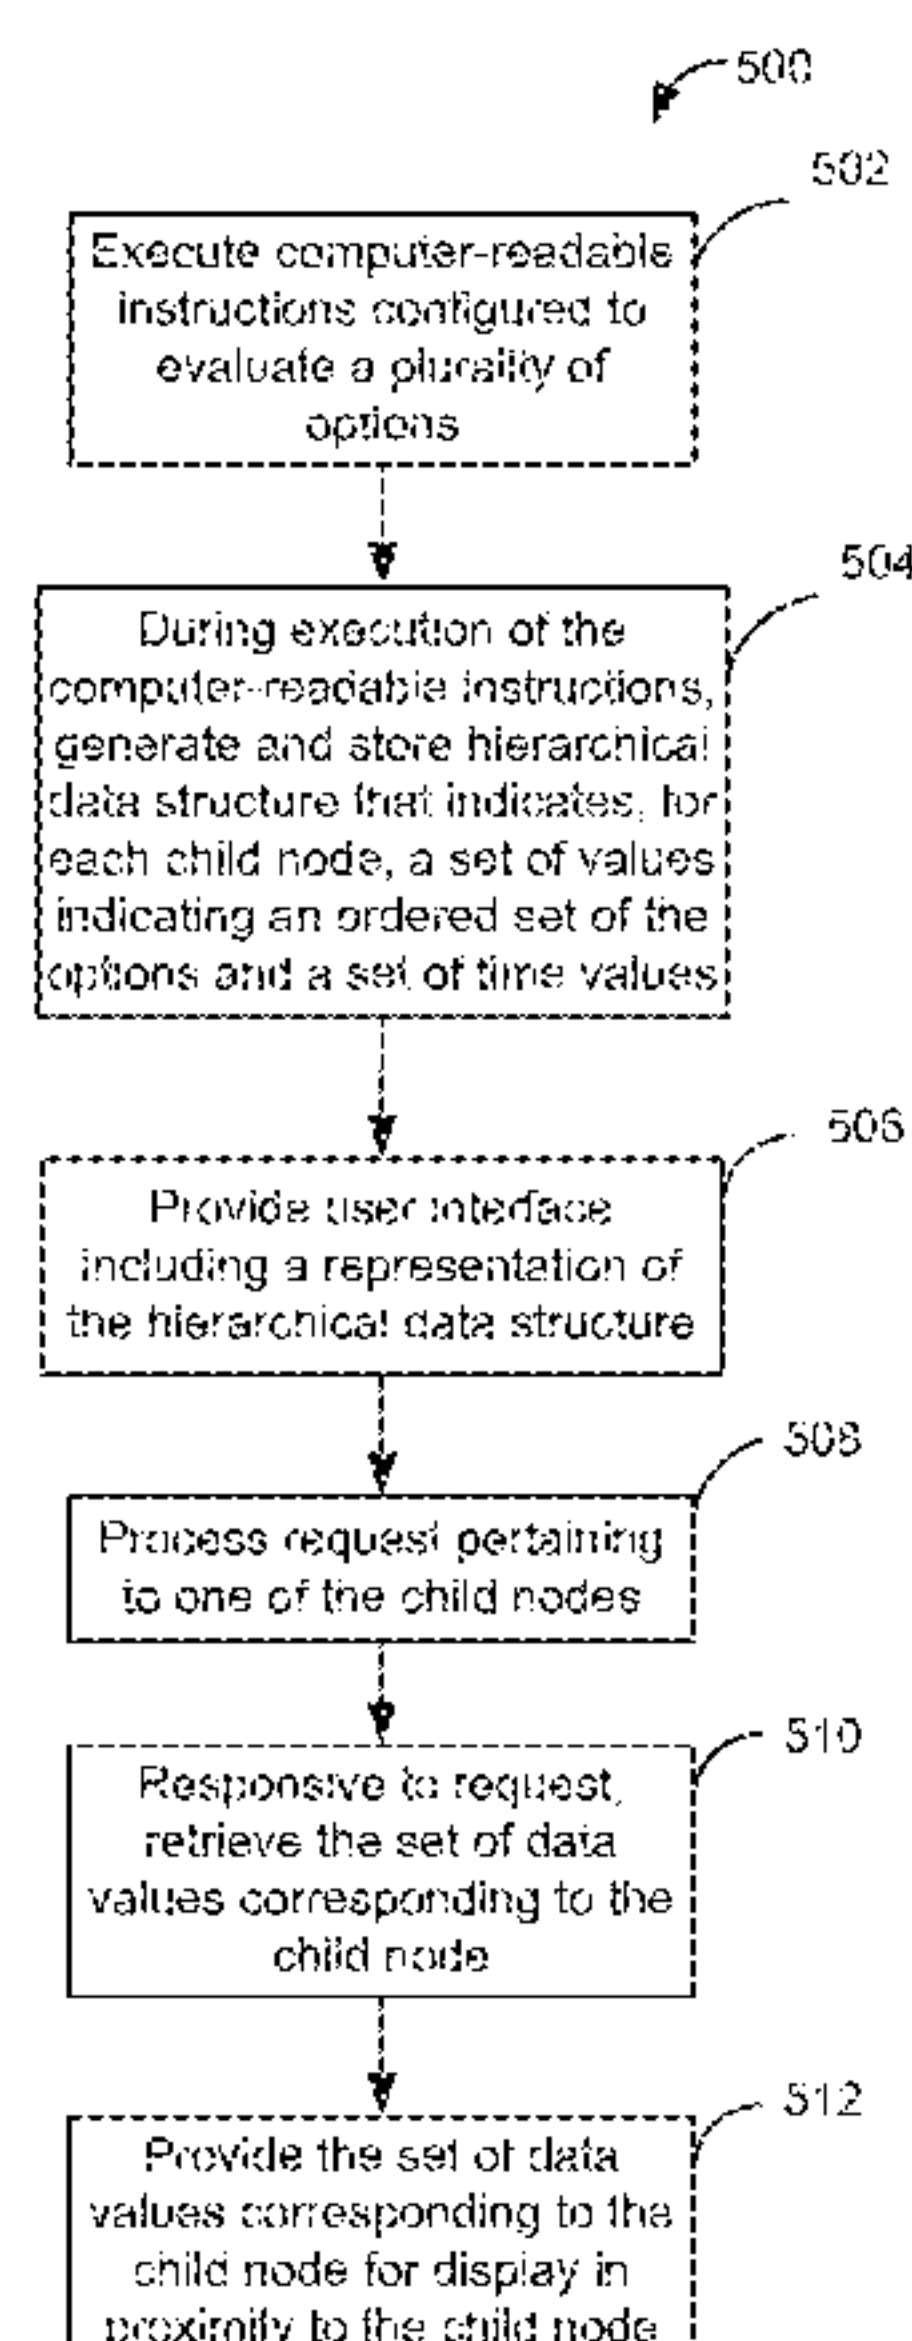 500
502
Execute computer-readable
instructions configured to
evaluate a plurality of
options
504
During execution of the
computer-readable instructions,
generate and store hierarchical
data structure that indicates, for
each child node, a set of values
indicating an ordered set of the
options and a set of time values
506
Provide user interface
including a representation of
the hierarchical data structure
508
Process request pertaining
to one of the child nodes
510
Responsive to request,
retrieve the set of data
values corresponding to the
child node
512
Provide the set of data
values corresponding to the
child node for display in
proximity to the child node